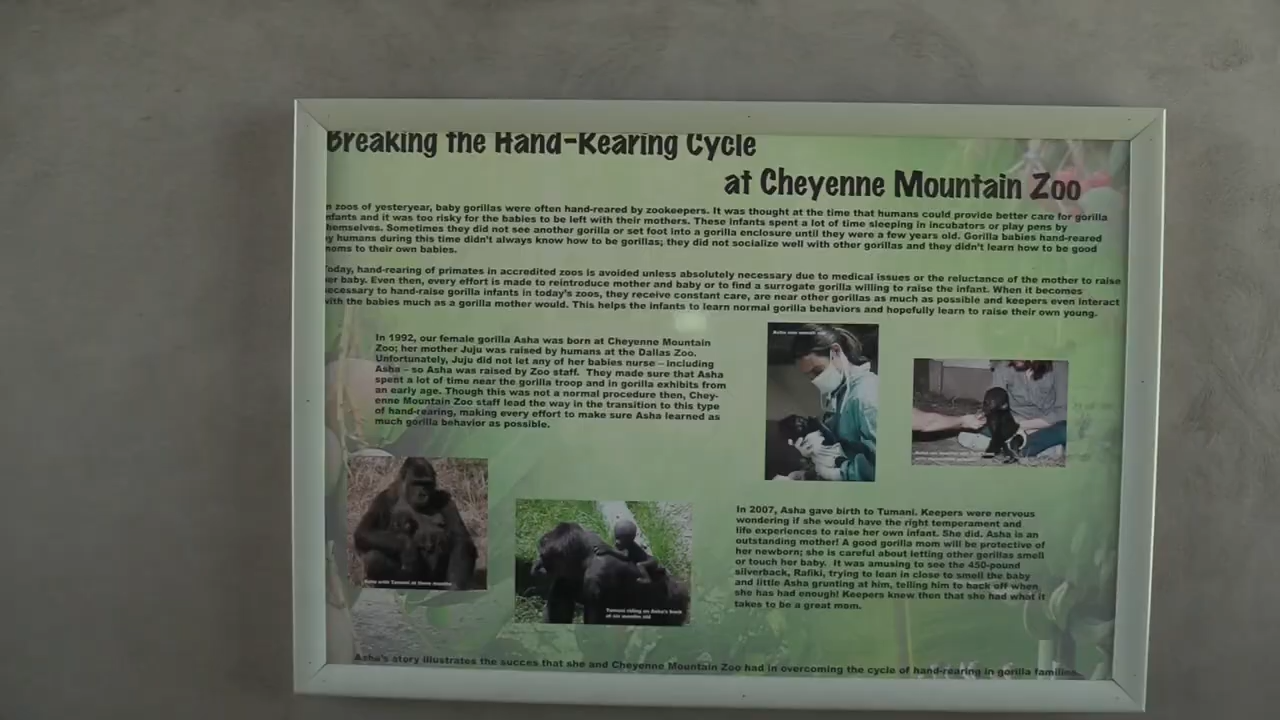 Breaking the Hand-Rearing Cycle
at Cheyenne Mountain Zoo
n zoos of yesteryear, baby gorillas were often hand-reared by zookeepers. It was thought at the time that humans could provide better care for gorilla
nfants and it was too risky for the babies to be left with their mothers. These infants spent a lot of time sleeping in incubators or play pens by
hemselves. Sometimes they did not see another gorilla or set foot into a gorilla enclosure until they were a few years old. Gorilla babies hand-reared
by humans during this time didn't always know how to be gorillas; they did not socialize well with other gorillas and they didn't learn how to be good
moms to their own babies.
Today, hand-rearing of primates in accredited zoos is avoided unless absolutely necessary due to medical issues or the reluctance of the mother to raise
her baby. Even then, every effort is made to reintroduce mother and baby or to find a surrogate gorilla willing to raise the infant. When it becomes
necessary to hand-raise gorilla infants in today's zoos, they receive constant care, are near other gorillas as much as possible and keepers even interact
with the babies much as a gorilla mother would. This helps the infants to learn normal gorilla behaviors and hopefully learn to raise their own young.
In 1992, our female gorilla Asha was born at Cheyenne Mountain
Zoo; her mother Juju was raised by humans at the Dallas Zoo.
Unfortunately, Juju did not let any of her babies nurse – including
Asha – so Asha was raised by Zoo staff. They made sure that Asha
spent a lot of time near the gorilla troop and in gorilla exhibits from
an early age. Though this was not a normal procedure then, Chey-
enne Mountain Zoo staff lead the way in the transition to this type
of hand-rearing, making every effort to make sure Asha learned as
much gorilla behavior as possible.
Asha with Tumani at three months
Tumani riding on Asha's back
at six months old
In 2007, Asha gave birth to Tumani. Keepers were nervous
wondering if she would have the right temperament and
life experiences to raise her own infant. She did. Asha is an
outstanding mother! A good gorilla mom will be protective of
her newborn; she is careful about letting other gorillas smell
or touch her baby. It was amusing to see the 450-pound
silverback, Rafiki, trying to lean in close to smell the baby
and little Asha grunting at him, telling him to back off when
she has had enough! Keepers knew then that she had what it
takes to be a great mom.
Asha's story illustrates the succes that she and Cheyenne Mountain Zoo had in overcoming the cycle of hand-rearing in gorilla families.